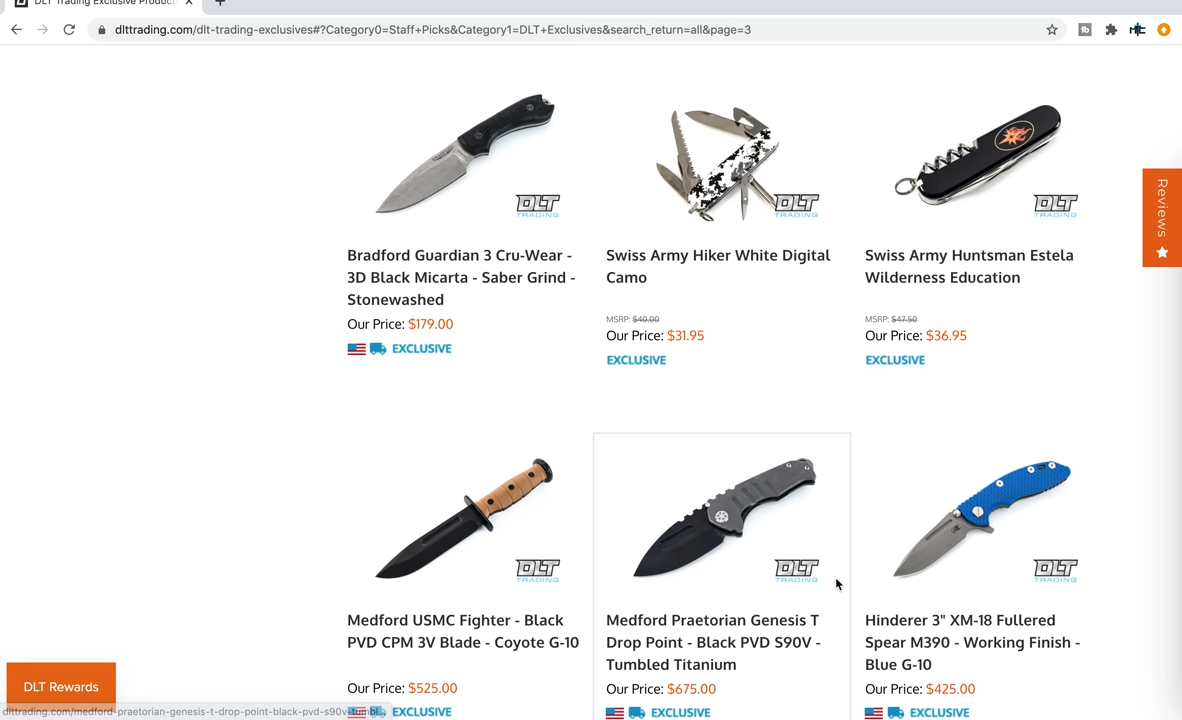 DLT Trading Exclusive Product
dlttrading.com/dlt-trading-exclusives#?Category0=Staff+Picks&Category1=DLT+Exclusives&search_return=all&page=3
DLT
TRADING
DLT
TRADING
DLT
TRADING
Reviews
Bradford Guardian 3 Cru-Wear -
3D Black Micarta - Saber Grind -
Stonewashed
Our Price: $179.00
EXCLUSIVE
Swiss Army Hiker White Digital
Camo
MSRP: $40.00
Our Price: $31.95
EXCLUSIVE
Swiss Army Huntsman Estela
Wilderness Education
MSRP: $47.50
Our Price: $36.95
EXCLUSIVE
DLT
TRADING
DLT
TRADING
DLT
TRADING
Medford USMC Fighter - Black
PVD CPM 3V Blade - Coyote G-10
Our Price: $525.00
EXCLUSIVE
Medford Praetorian Genesis T
Drop Point - Black PVD S90V -
Tumbled Titanium
Our Price: $675.00
EXCLUSIVE
Hinderer 3" XM-18 Fullered
Spear M390 - Working Finish -
Blue G-10
Our Price: $425.00
EXCLUSIVE
DLT Rewards
dlttrading.com/medford-praetorian-genesis-t-drop-point-black-pvd-s90v-tumbl...